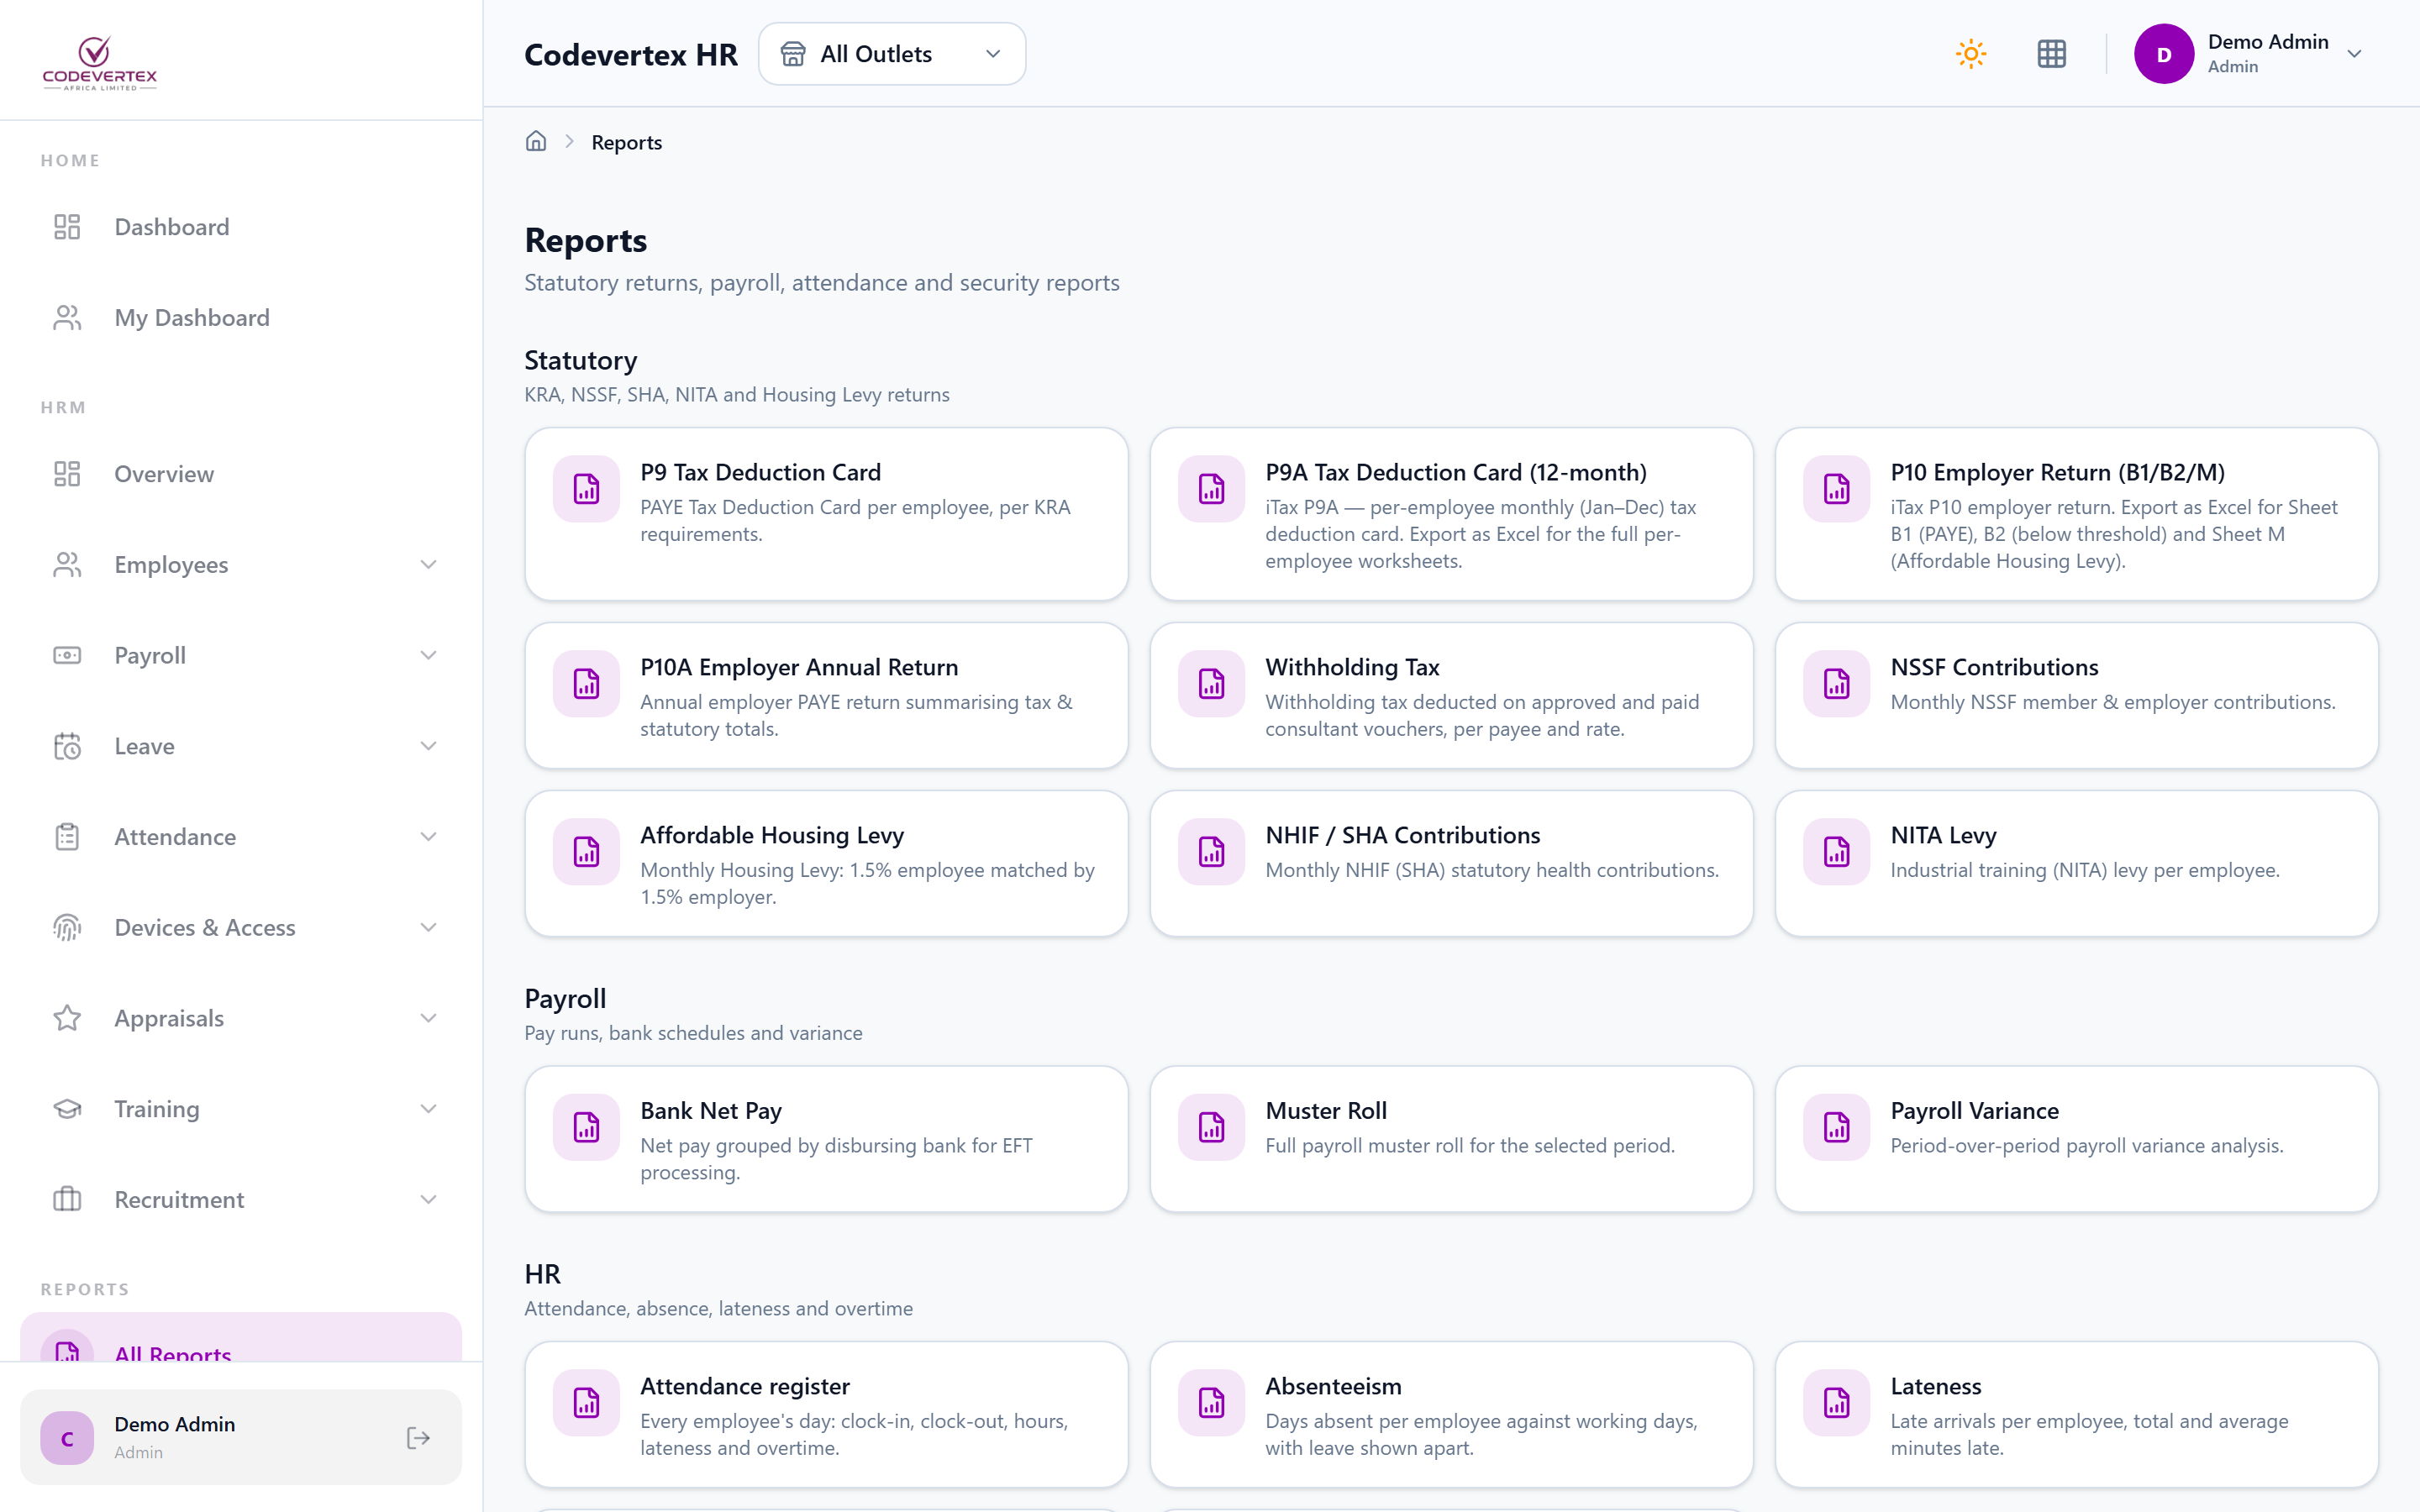 CODEVERTEX
AFRICA LIMITED
HOME
Dashboard
My Dashboard
HRM
Overview
Employees
Payroll
Leave
Attendance
Devices & Access
Appraisals
Training
Recruitment
REPORTS
All Reports
C
Demo Admin
Admin
Codevertex HR
All Outlets
D
Demo Admin
Admin
Reports
Reports
Statutory returns, payroll, attendance and security reports
Statutory
KRA, NSSF, SHA, NITA and Housing Levy returns
P9 Tax Deduction Card
PAYE Tax Deduction Card per employee, per KRA
requirements.
P9A Tax Deduction Card (12-month)
iTax P9A — per-employee monthly (Jan–Dec) tax
deduction card. Export as Excel for the full per-
employee worksheets.
P10 Employer Return (B1/B2/M)
iTax P10 employer return. Export as Excel for Sheet
B1 (PAYE), B2 (below threshold) and Sheet M
(Affordable Housing Levy).
P10A Employer Annual Return
Annual employer PAYE return summarising tax &
statutory totals.
Withholding Tax
Withholding tax deducted on approved and paid
consultant vouchers, per payee and rate.
NSSF Contributions
Monthly NSSF member & employer contributions.
Affordable Housing Levy
Monthly Housing Levy: 1.5% employee matched by
1.5% employer.
NHIF / SHA Contributions
Monthly NHIF (SHA) statutory health contributions.
NITA Levy
Industrial training (NITA) levy per employee.
Payroll
Pay runs, bank schedules and variance
Bank Net Pay
Net pay grouped by disbursing bank for EFT
processing.
Muster Roll
Full payroll muster roll for the selected period.
Payroll Variance
Period-over-period payroll variance analysis.
HR
Attendance, absence, lateness and overtime
Attendance register
Every employee's day: clock-in, clock-out, hours,
lateness and overtime.
Absenteeism
Days absent per employee against working days,
with leave shown apart.
Lateness
Late arrivals per employee, total and average
minutes late.